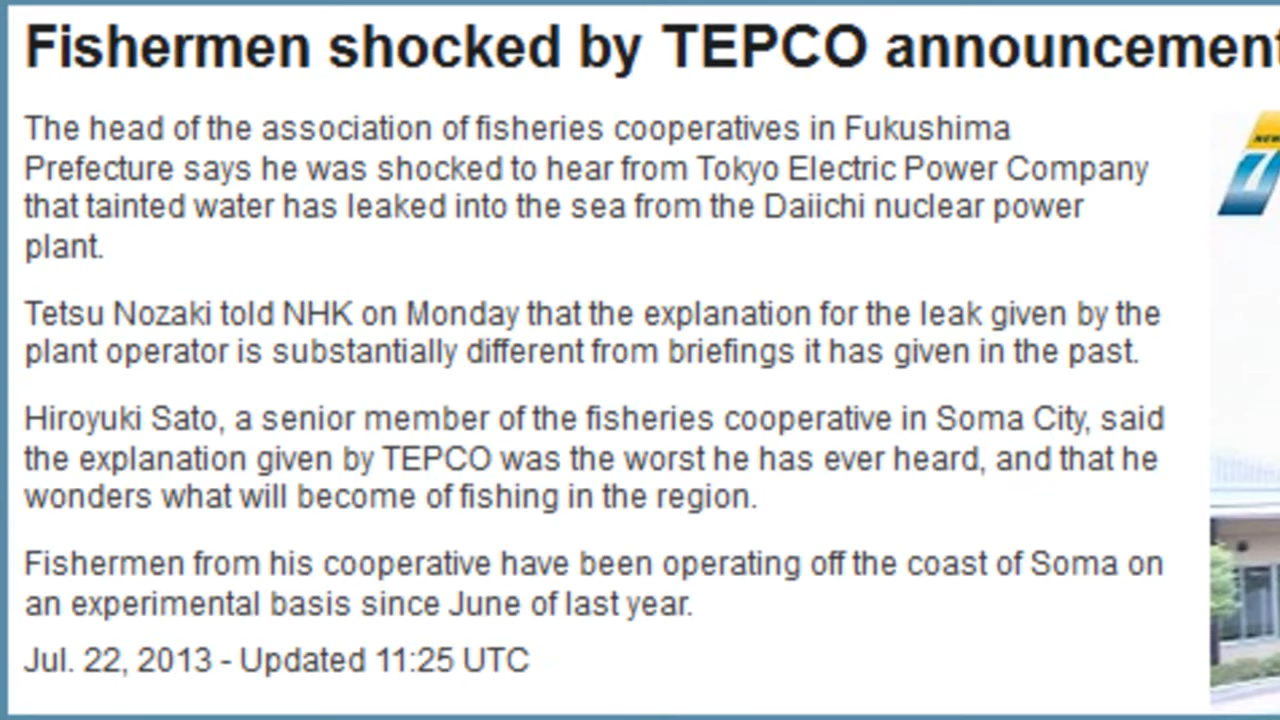 Fishermen shocked by TEPCO announcement
The head of the association of fisheries cooperatives in Fukushima
Prefecture says he was shocked to hear from Tokyo Electric Power Company
that tainted water has leaked into the sea from the Daiichi nuclear power
plant.
Tetsu Nozaki told NHK on Monday that the explanation for the leak given by the
plant operator is substantially different from briefings it has given in the past.
Hiroyuki Sato, a senior member of the fisheries cooperative in Soma City, said
the explanation given by TEPCO was the worst he has ever heard, and that he
wonders what will become of fishing in the region.
Fishermen from his cooperative have been operating off the coast of Soma on
an experimental basis since June of last year.
Jul. 22, 2013 - Updated 11:25 UTC
7